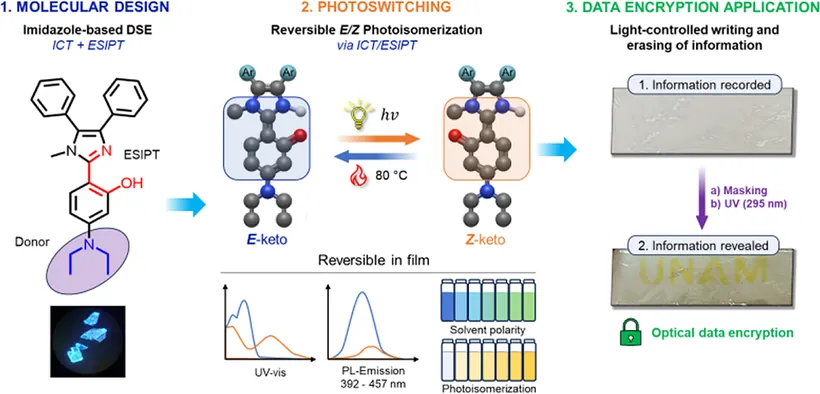 1. MOLECULAR DESIGN
Imidazole-based DSE
ICT + ESIPT
N
N
ESIPT
OH
N
Donor
2. PHOTOSWITCHING
Reversible E/Z Photoisomerization
via ICT/ESIPT
Ar
Ar
N
N
H
N
E-keto
hν
80 °C
Ar
Ar
N
N
H
N
Z-keto
Reversible in film
UV-vis
PL-Emission
392 - 457 nm
Solvent polarity
Photoisomerization
3. DATA ENCRYPTION APPLICATION
Light-controlled writing and
erasing of information
1. Information recorded
a) Masking
b) UV (295 nm)
2. Information revealed
UNAM
Optical data encryption